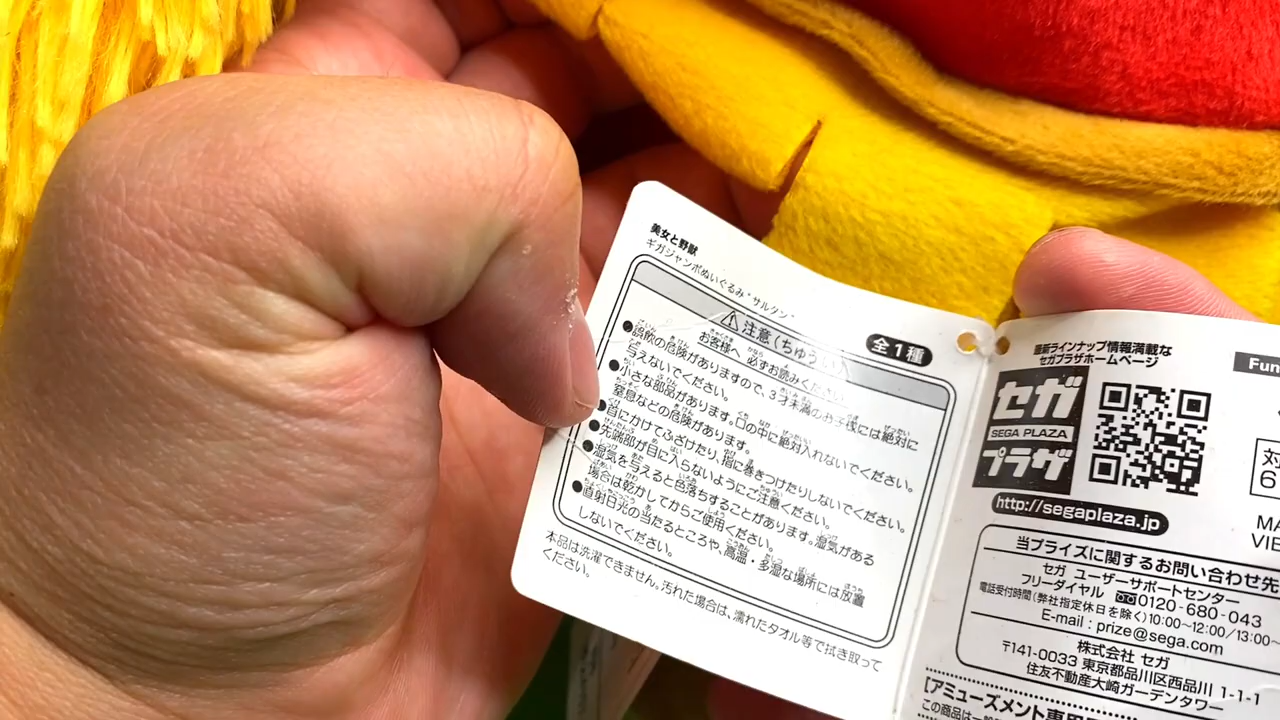 美女と野獣
ギガジャンボぬいぐるみ“サルタン”
全1種
注意(ちゅうい)
お客様へ 必ずお読みください
●誤飲の危険がありますので、3才未満のお子様には絶対に
与えないでください。
●小さな部品があります。口の中に絶対入れないでください。
窒息などの危険があります。
●首にかけてふざけたり、指に巻きつけたりしないでください。
●先端部が目に入らないようにご注意ください。
●湿気を与えると色落ちすることがあります。湿気がある
場合は乾かしてからご使用ください。
●直射日光の当たるところや、高温・多湿な場所には放置
しないでください。
本品は洗濯できません。汚れた場合は、濡れたタオル等で拭き取って
ください。
最新ラインナップ情報満載な
セガプラザホームページ
セガ
SEGA PLAZA
プラザ
http://segaplaza.jp
Fun
対
6
MA
VIE
当プライズに関するお問い合わせ先
セガ ユーザーサポートセンター
フリーダイヤル 0120-680-043
電話受付時間(弊社指定休日を除く)10:00~12:00/13:00~
E-mail : prize@sega.com
株式会社 セガ
〒141-0033 東京都品川区西品川 1-1-1
住友不動産大崎ガーデンタワー
【アミューズメント専用
この商品は一般